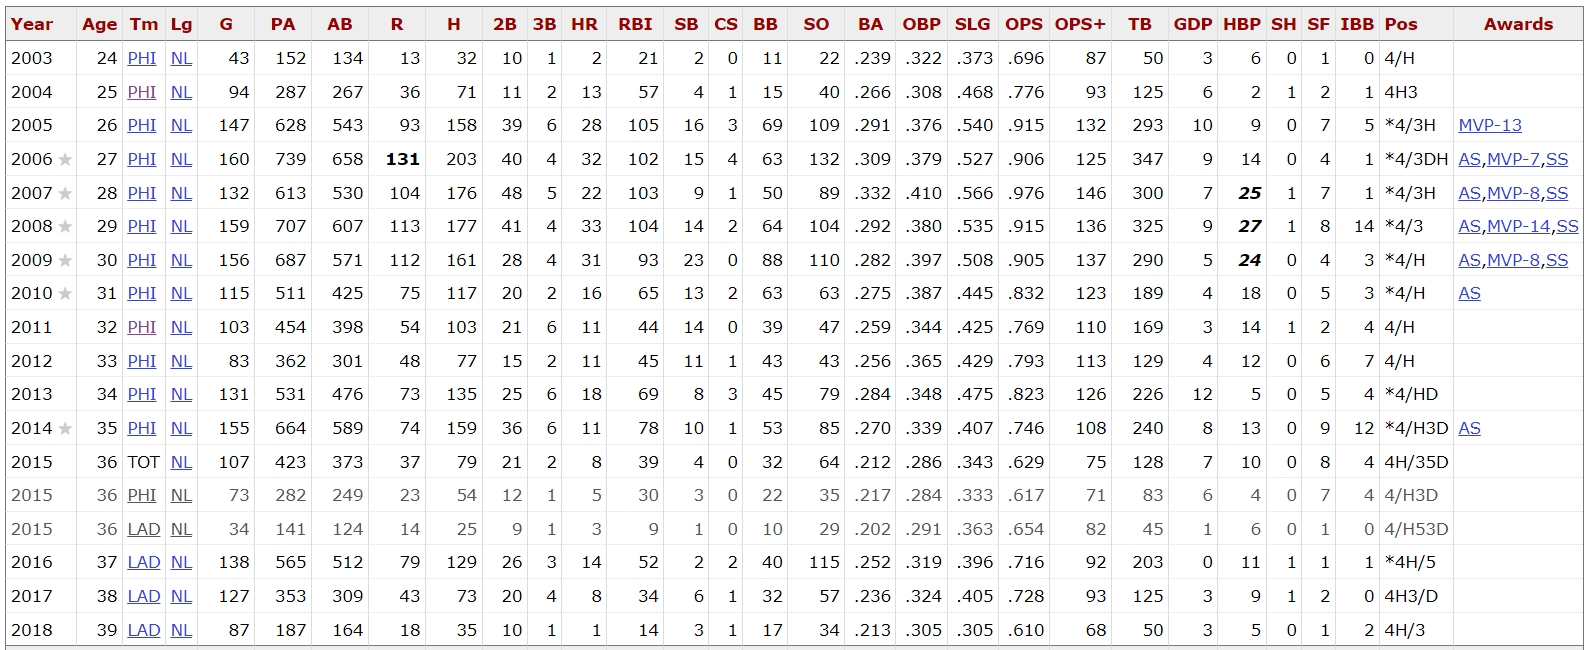 Year Age Tm Lg G PA AB R H 2B 3B HR RBI SB CS BB SO BA OBP SLG OPS OPS+ TB GDP HBP SH SF IBB Pos Awards
2003 24 PHI NL 43 152 134 13 32 10 1 2 21 2 0 11 22 .239 .322 .373 .696 87 50 3 6 0 1 0 4/H
2004 25 PHI NL 94 287 267 36 71 11 2 13 57 4 1 15 40 .266 .308 .468 .776 93 125 6 2 1 2 1 4H3
2005 26 PHI NL 147 628 543 93 158 39 6 28 105 16 3 69 109 .291 .376 .540 .915 132 293 10 9 0 7 5 *4/3H MVP-13
2006 ★ 27 PHI NL 160 739 658 131 203 40 4 32 102 15 4 63 132 .309 .379 .527 .906 125 347 9 14 0 4 1 *4/3DH AS,MVP-7,SS
2007 ★ 28 PHI NL 132 613 530 104 176 48 5 22 103 9 1 50 89 .332 .410 .566 .976 146 300 7 25 1 7 1 *4/3H AS,MVP-8,SS
2008 ★ 29 PHI NL 159 707 607 113 177 41 4 33 104 14 2 64 104 .292 .380 .535 .915 136 325 9 27 1 8 14 *4/3 AS,MVP-14,SS
2009 ★ 30 PHI NL 156 687 571 112 161 28 4 31 93 23 0 88 110 .282 .397 .508 .905 137 290 5 24 0 4 3 *4/H AS,MVP-8,SS
2010 ★ 31 PHI NL 115 511 425 75 117 20 2 16 65 13 2 63 63 .275 .387 .445 .832 123 189 4 18 0 5 3 *4/H AS
2011 32 PHI NL 103 454 398 54 103 21 6 11 44 14 0 39 47 .259 .344 .425 .769 110 169 3 14 1 2 4 4/H
2012 33 PHI NL 83 362 301 48 77 15 2 11 45 11 1 43 43 .256 .365 .429 .793 113 129 4 12 0 6 7 4/H
2013 34 PHI NL 131 531 476 73 135 25 6 18 69 8 3 45 79 .284 .348 .475 .823 126 226 12 5 0 5 4 *4/HD
2014 ★ 35 PHI NL 155 664 589 74 159 36 6 11 78 10 1 53 85 .270 .339 .407 .746 108 240 8 13 0 9 12 *4/H3D AS
2015 36 TOT NL 107 423 373 37 79 21 2 8 39 4 0 32 64 .212 .286 .343 .629 75 128 7 10 0 8 4 4H/35D
2015 36 PHI NL 73 282 249 23 54 12 1 5 30 3 0 22 35 .217 .284 .333 .617 71 83 6 4 0 7 4 4/H3D
2015 36 LAD NL 34 141 124 14 25 9 1 3 9 1 0 10 29 .202 .291 .363 .654 82 45 1 6 0 1 0 4/H53D
2016 37 LAD NL 138 565 512 79 129 26 3 14 52 2 2 40 115 .252 .319 .396 .716 92 203 0 11 1 1 1 *4H/5
2017 38 LAD NL 127 353 309 43 73 20 4 8 34 6 1 32 57 .236 .324 .405 .728 93 125 3 9 1 2 0 4H3/D
2018 39 LAD NL 87 187 164 18 35 10 1 1 14 3 1 17 34 .213 .305 .305 .610 68 50 3 5 0 1 2 4H/3